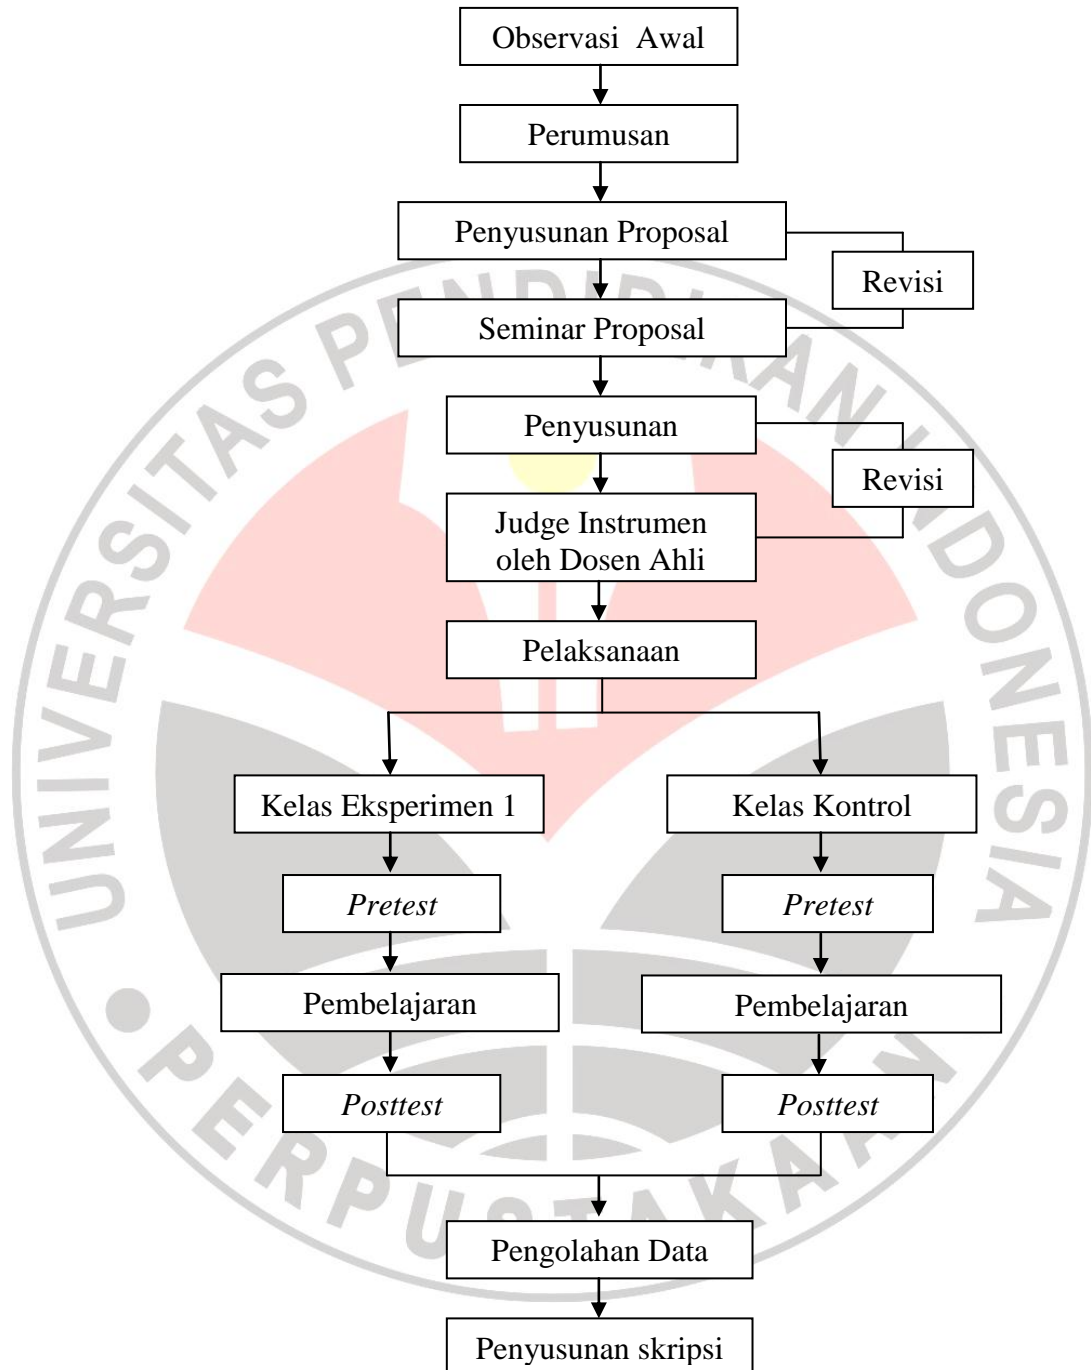 Observasi Awal
Perumusan
Penyusunan Proposal
Revisi
Seminar Proposal
Penyusunan
Revisi
Judge Instrumen
oleh Dosen Ahli
Pelaksanaan
Kelas Eksperimen 1
Kelas Kontrol
Pretest
Pretest
Pembelajaran
Pembelajaran
Posttest
Posttest
Pengolahan Data
Penyusunan skripsi
UNIVERSITAS PENDIDIKAN INDONESIA
PERPUSTAKAAN